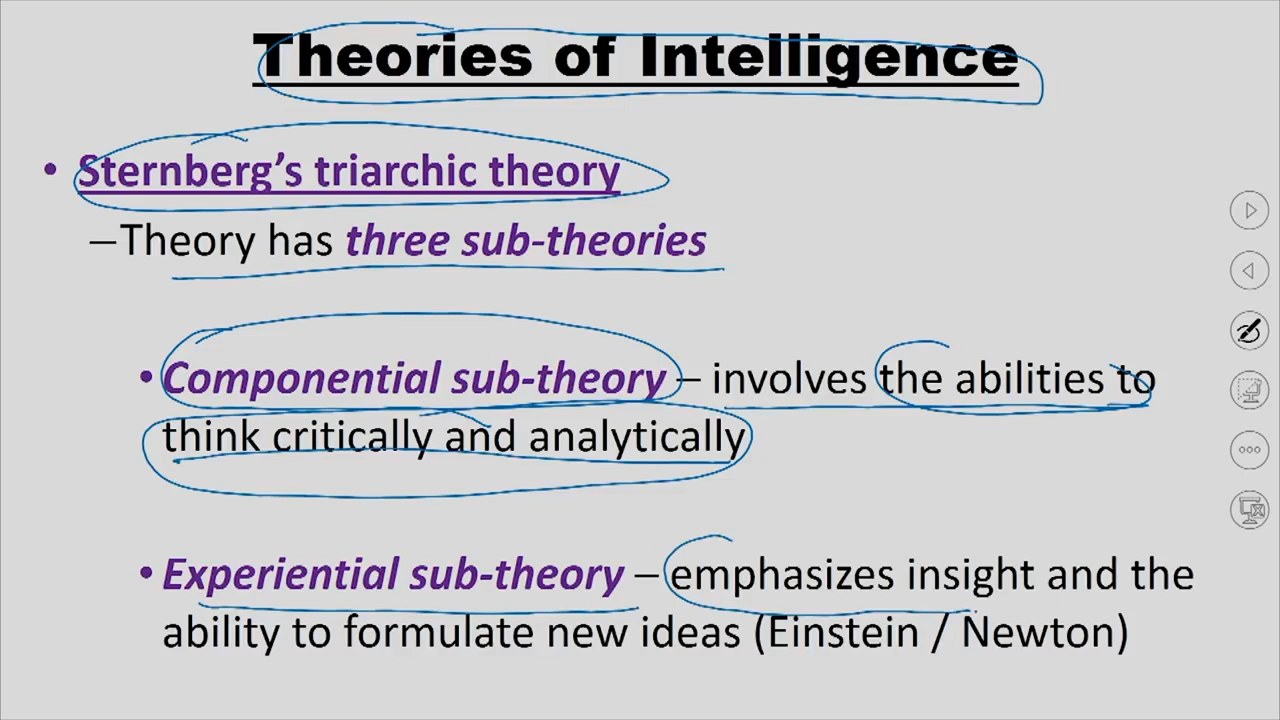 Theories of Intelligence
• Sternberg's triarchic theory
–Theory has three sub-theories
• Componential sub-theory – involves the abilities to
think critically and analytically
• Experiential sub-theory – emphasizes insight and the
ability to formulate new ideas (Einstein / Newton)